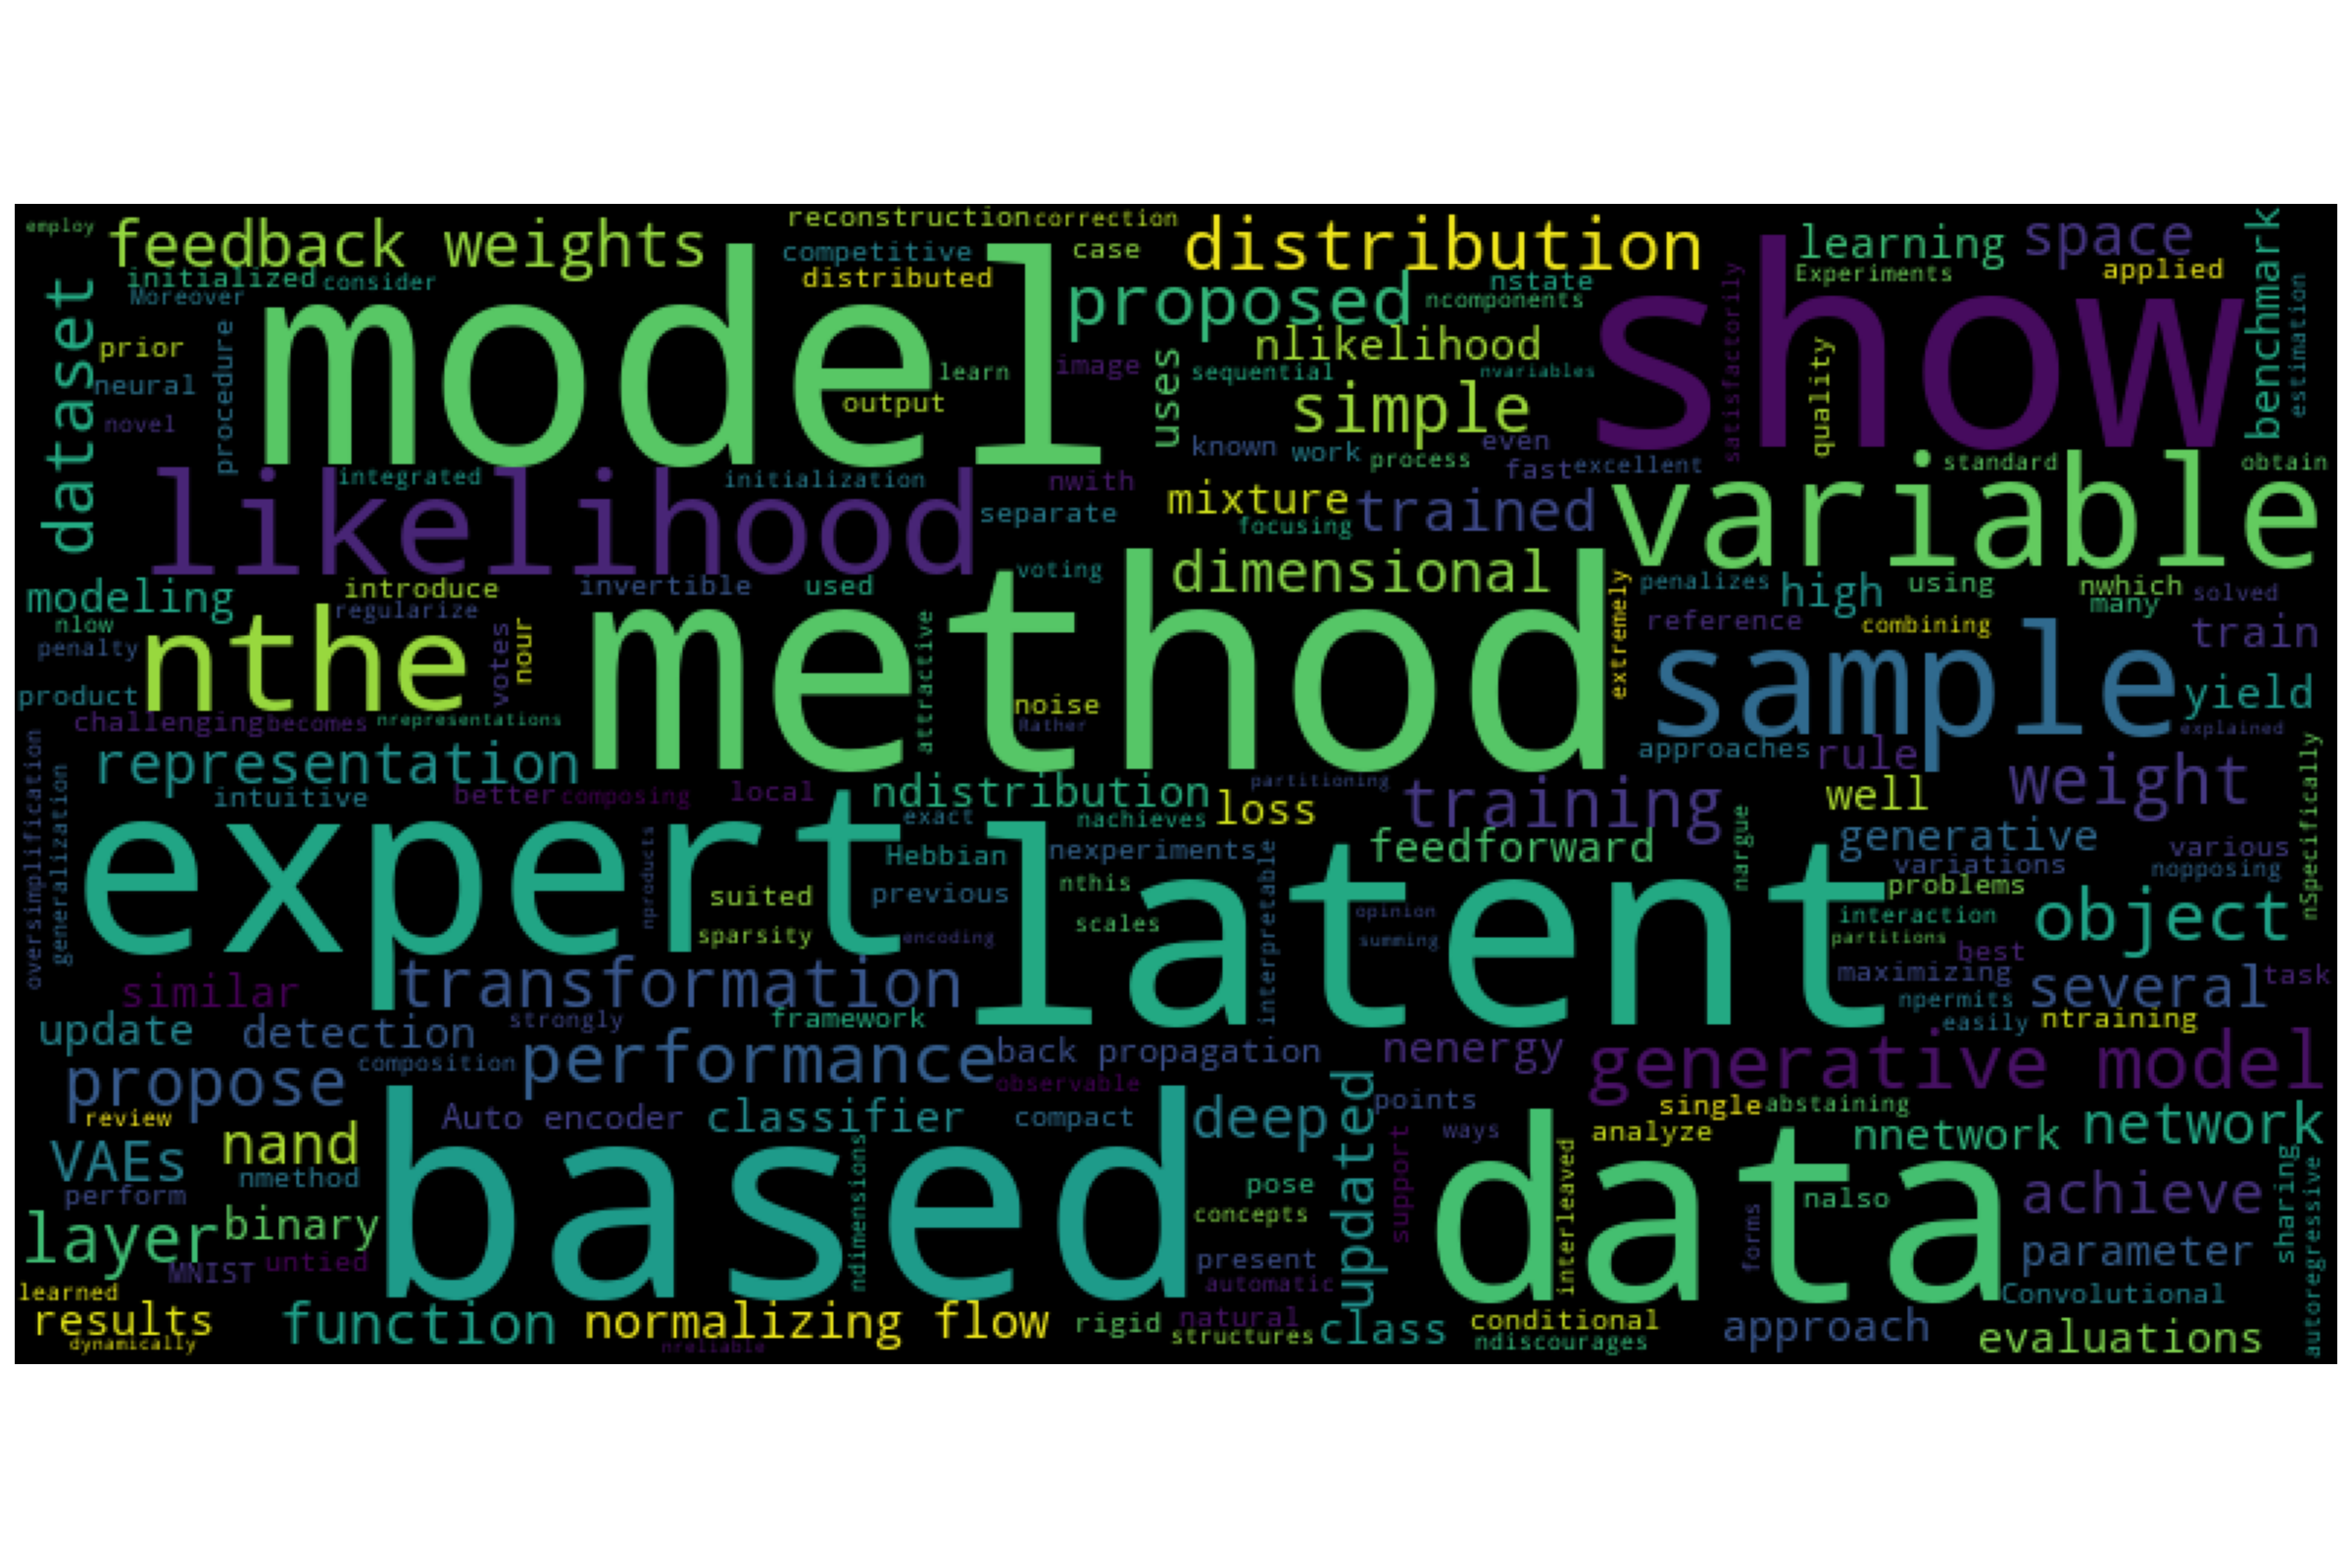 employ
feedback weights
reconstruction
correction
distribution
learning
space
benchmark
competitive
case
initialized
consider
distributed
Moreover
nstate
Experiments
applied
estimation
dataset
model
proposed
ncomponents
show
prior
procedure
neural
novel
learn
output
image
nlikelihood
uses
sequential
nvariables
simple
satisfactorily
quality
known
work
even
process
fast
excellent
standard
obtain
integrated
initialization
nwith
likelihood
separate
mixture
focusing
trained
variable
modeling
introduce
regularize
invertible
used
voting
dimensional
extremely
penalizes
high
using
nwhich
many
solved
nlow
penalty
nthe
votes
nour
method
attractive
reference
combining
train
sample
product
challenging
becomes
nrepresentations
noise
Rather
yield
explained
representation
approaches
rule
weight
nSpecifically
oversimplification
generalization
intuitive
better
composing
local
ndistribution
partitioning
loss
training
well
exact
nachieves
expert
nproducts
Hebbian
nexperiments
interpretable
feedforward
nargue
generative
variations
various
nopposing
suited
previous
nthis
scales
sparsity
encoding
latent
opinion
summing
problems
interaction
partitions
object
best
similar
transformation
maximizing
several
task
npermits
update
detection
strongly
framework
easily
ntraining
propose
composition
performance
back propagation
observable
nenergy
generative model
review
Auto encoder
classifier
compact
deep
updated
points
ways
support
single
abstaining
analyze
nnetwork
network
VAEs
nand
nmethod
perform
based
ndimensions
pose
concepts
interleaved
data
nalso
achieve
sharing
autoregressive
layer
binary
MNIST
untied
present
automatic
forms
parameter
Convolutional
learned
results
dynamically
function
normalizing flow
nreliable
rigid
natural
structures
class
conditional
ndiscourages
approach
evaluations